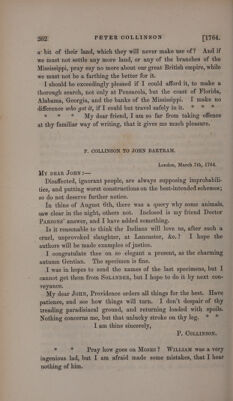 262 PETER COLLINSON [1764.
a bit of their land, which they will never make use of? And if
we must not settle any more land, or any of the branches of the
Mississippi, pray say no more about our great British empire, while
we must not be a farthing the better for it.
I should be exceedingly pleased if I could afford it, to make a
thorough search, not only at Pensacola, but the coast of Florida,
Alabama, Georgia, and the banks of the Mississippi. I make no
difference who got it, if I could but travel safely in it. * * *
* * * My dear friend, I am so far from taking offence
at thy familiar way of writing, that it gives me much pleasure.
P. COLLINSON TO JOHN BARTRAM.
London, March 7th, 1764.
MY DEAR JOHN:—
Disaffected, ignorant people, are always supposing improbabili-
ties, and putting worst constructions on the best-intended schemes;
so do not deserve further notice.
In thine of August 6th, there was a query why some animals,
saw clear in the night, others not. Inclosed is my friend Doctor
PARSONS' answer, and I have added something.
Is it reasonable to think the Indians will love us, after such a
cruel, unprovoked slaughter, at Lancaster, &c.? I hope the
authors will be made examples of justice.
I congratulate thee on so elegant a present, as the charming
autumn Gentian. The specimen is fine.
I was in hopes to send the names of the last specimens, but I
cannot get them from SOLANDER, but I hope to do it by next con-
veyance.
My dear JOHN, Providence orders all things for the best. Have
patience, and see how things will turn. I don't despair of thy
treading paradisiacal ground, and returning loaded with spoils.
Nothing concerns me, but that unlucky stroke on thy leg. * *
I am thine sincerely,
P. COLLINSON.
* * Pray how goes on MOSES? WILLIAM was a very
ingenious lad, but I am afraid made some mistakes, that I hear
nothing of him.